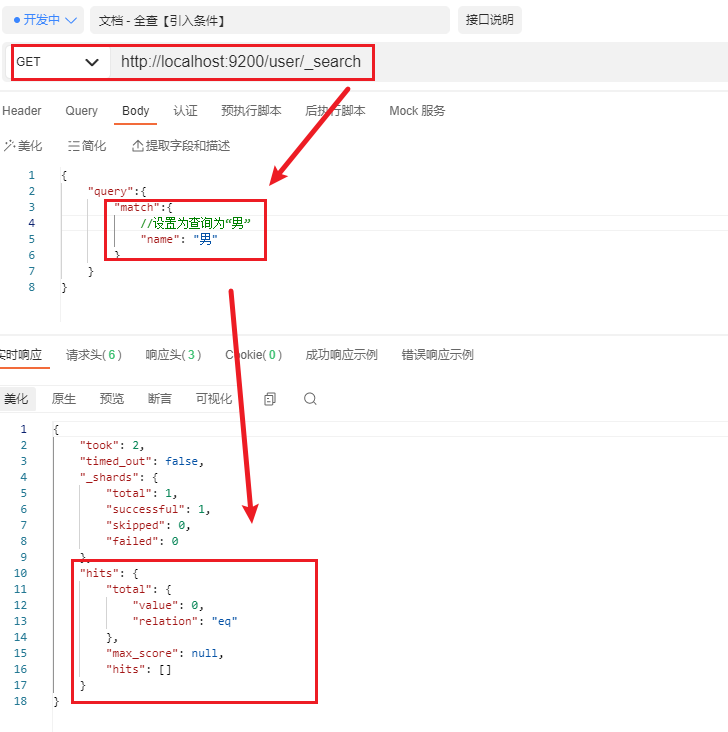 开发中 文档 - 全查【引入条件】 接口说明
GET http://localhost:9200/user/_search
Header Query Body 认证 预执行脚本 后执行脚本 Mock 服务
美化 简化 提取字段和描述
1 {
2 "query":{
3 "match":{
4 //设置为查询为“男”
5 "name": "男"
6 }
7 }
8 }
实时响应 请求头(6) 响应头(3) Cookie(0) 成功响应示例 错误响应示例
美化 原生 预览 断言 可视化
1 {
2 "took": 2,
3 "timed_out": false,
4 "_shards": {
5 "total": 1,
6 "successful": 1,
7 "skipped": 0,
8 "failed": 0
9 },
10 "hits": {
11 "total": {
12 "value": 0,
13 "relation": "eq"
14 },
15 "max_score": null,
16 "hits": []
17 }
18 }